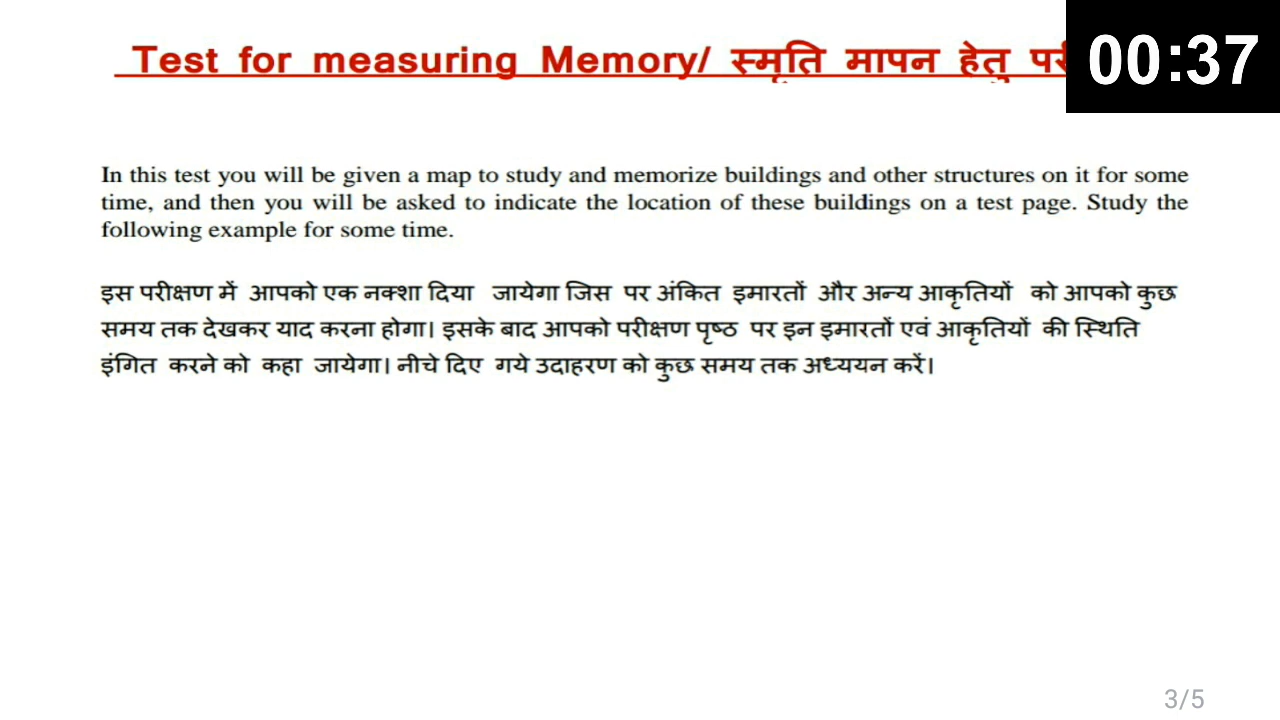 Test for measuring Memory/ स्मृति मापन हेतु
00:37
In this test you will be given a map to study and memorize buildings and other structures on it for some
time, and then you will be asked to indicate the location of these buildings on a test page. Study the
following example for some time.
इस परीक्षण में आपको एक नक्शा दिया जायेगा जिस पर अंकित इमारतों और अन्य आकृतियों को आपको कुछ
समय तक देखकर याद करना होगा। इसके बाद आपको परीक्षण पृष्ठ पर इन इमारतों एवं आकृतियों की स्थिति
इंगित करने को कहा जायेगा। नीचे दिए गये उदाहरण को कुछ समय तक अध्ययन करें।
3/5